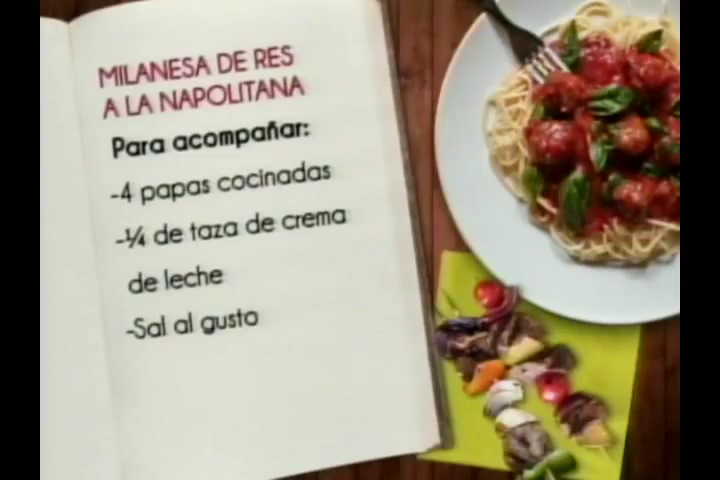 MILANESA DE RES
A LA NAPOLITANA
Para acompañar:
-4 papas cocinadas
-¼ de taza de crema
de leche
-Sal al gusto